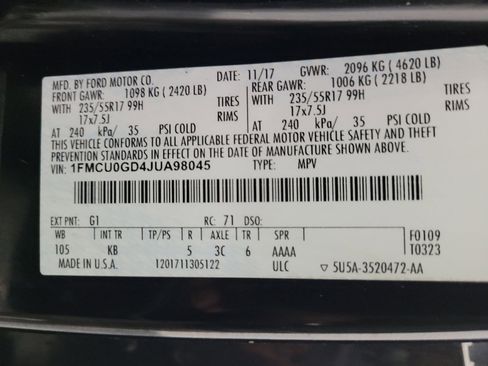 MFD. BY FORD MOTOR CO. DATE: 11/17 GVWR: 2096 KG ( 4620 LB)
FRONT GAWR: 1098 KG ( 2420 LB) REAR GAWR: 1006 KG ( 2218 LB)
WITH 235/55R17 99H TIRES WITH 235/55R17 99H TIRES
17x7.5J RIMS 17x7.5J RIMS
AT 240 kPa/ 35 PSI COLD AT 240 kPa/ 35 PSI COLD
THIS VEHICLE CONFORMS TO ALL APPLICABLE FEDERAL MOTOR VEHICLE SAFETY AND THEFT
PREVENTION STANDARDS IN EFFECT ON THE DATE OF MANUFACTURE SHOWN ABOVE.
VIN: 1FMCU0GD4JUA98045 TYPE: MPV
EXT PNT: G1 RC: 71 DSO: F0109
WB INT TR TP/PS R AXLE TR SPR T0323
105 KB 5 3C 6 AAAA
MADE IN U.S.A. 1201711305122 ULC ▽ 5U5A-3520472-AA